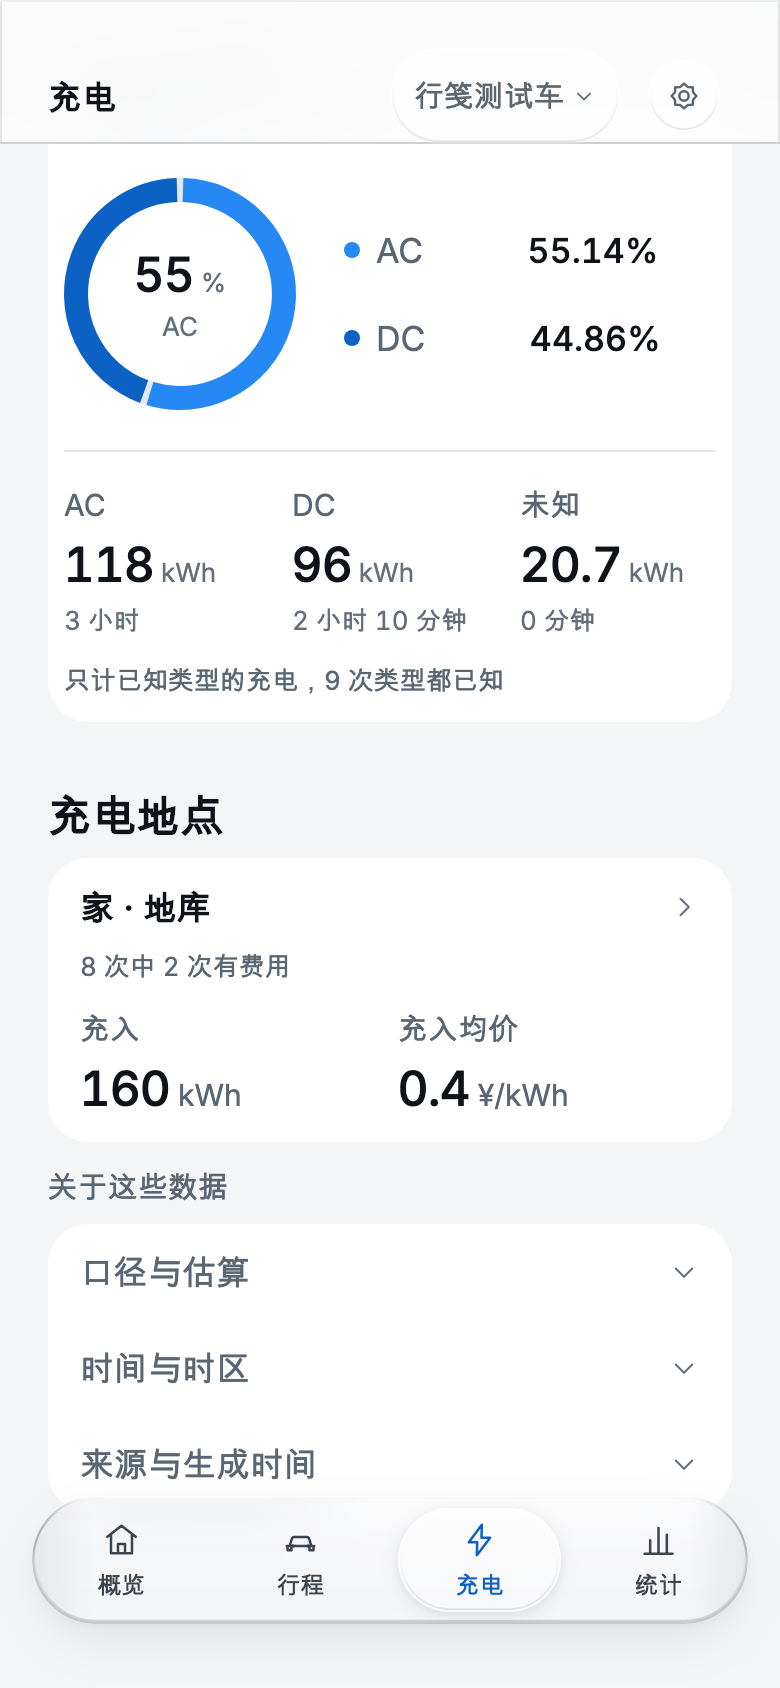 充电
行笺测试车
55 %
AC
AC 55.14%
DC 44.86%
AC DC 未知
118 kWh 96 kWh 20.7 kWh
3 小时 2 小时 10 分钟 0 分钟
只计已知类型的充电，9 次类型都已知
充电地点
家 · 地库
8 次中 2 次有费用
充入 充入均价
160 kWh 0.4 ¥/kWh
关于这些数据
口径与估算
时间与时区
来源与生成时间
概览 行程 充电 统计